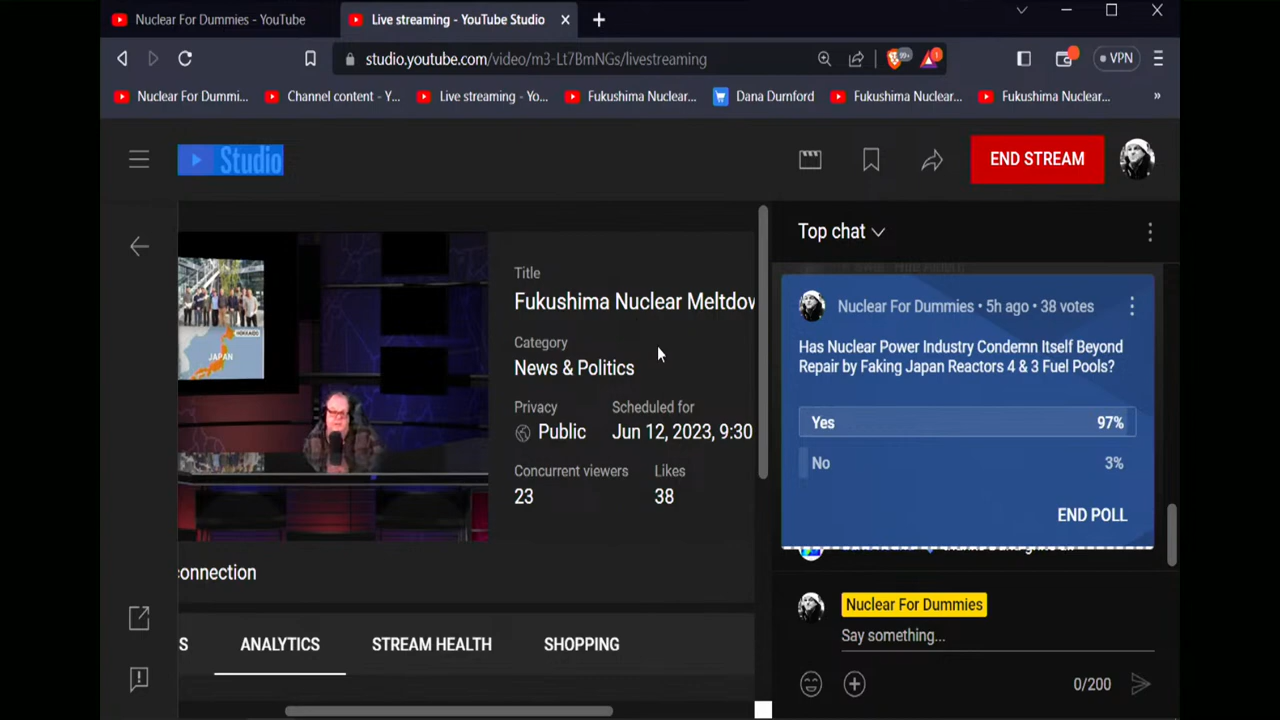 Nuclear For Dummies - YouTube
Live streaming - YouTube Studio
studio.youtube.com/video/m3-Lt7BmNGs/livestreaming
99+
1
VPN
Nuclear For Dummi...
Channel content - Y...
Live streaming - Yo...
Fukushima Nuclear...
Dana Durnford
Fukushima Nuclear...
Fukushima Nuclear...
»
Studio
END STREAM
HOKKAIDO
JAPAN
Title
Fukushima Nuclear Meltdow
Category
News & Politics
Privacy
Scheduled for
Public
Jun 12, 2023, 9:30
Concurrent viewers
Likes
23
38
connection
S
ANALYTICS
STREAM HEALTH
SHOPPING
Top chat
Nuclear For Dummies • 5h ago • 38 votes
Has Nuclear Power Industry Condemn Itself Beyond
Repair by Faking Japan Reactors 4 & 3 Fuel Pools?
Yes 97%
No 3%
END POLL
Nuclear For Dummies
Say something...
0/200